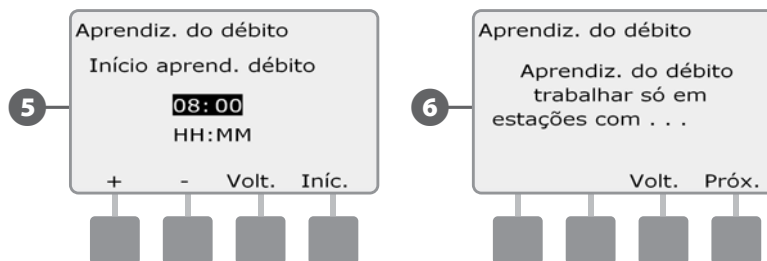 5
Aprendiz. do débito
Início aprend. débito
08:00
HH:MM
+ - Volt. Iníc.
6
Aprendiz. do débito
Aprendiz. do débito
trabalhar só em
estações com . . .
Volt. Próx.